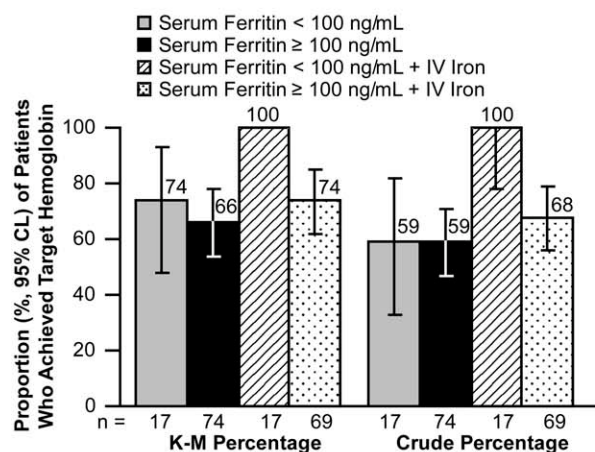 Serum Ferritin < 100 ng/mL
Serum Ferritin ≥ 100 ng/mL
Serum Ferritin < 100 ng/mL + IV Iron
Serum Ferritin ≥ 100 ng/mL + IV Iron
Proportion (%, 95% CL) of Patients
Who Achieved Target Hemoglobin
100
80
60
40
20
0
74
66
100
74
59
59
100
68
n = 17 74 17 69 17 74 17 69
K-M Percentage Crude Percentage